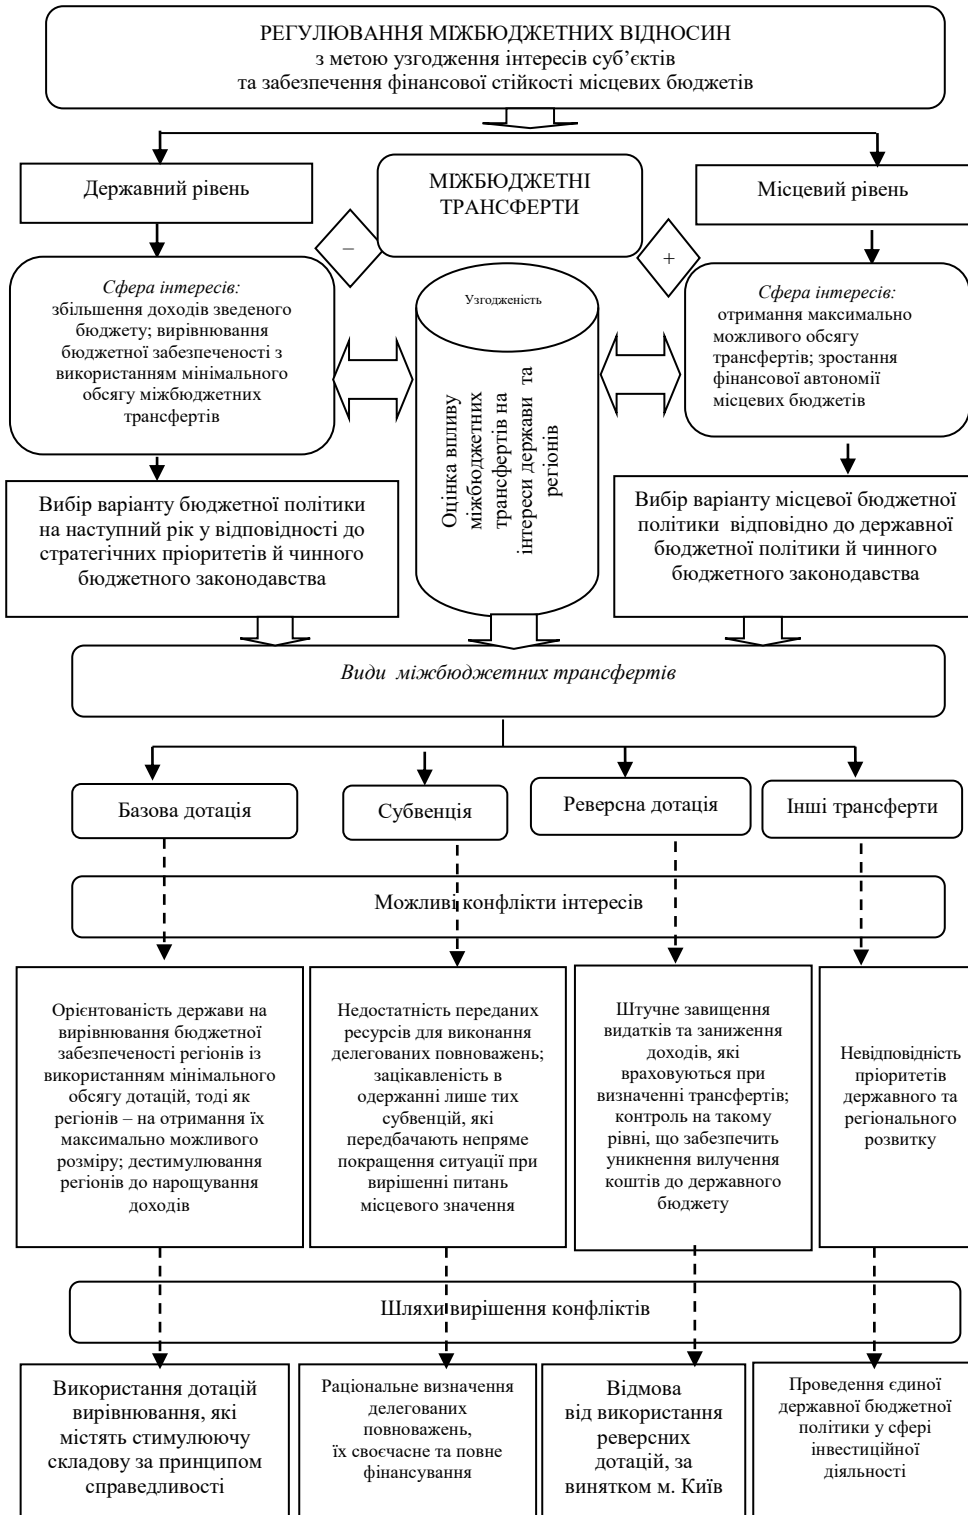 РЕГУЛЮВАННЯ МІЖБЮДЖЕТНИХ ВІДНОСИН
з метою узгодження інтересів суб’єктів
та забезпечення фінансової стійкості місцевих бюджетів
Державний рівень
МІЖБЮДЖЕТНІ
ТРАНСФЕРТИ
Місцевий рівень
–
+
Сфера інтересів:
збільшення доходів зведеного
бюджету; вирівнювання
бюджетної забезпеченості з
використанням мінімального
обсягу міжбюджетних
трансфертів
Узгодженість
Оцінка впливу
міжбюджетних
трансфертів на
інтереси держави та
регіонів
Сфера інтересів:
отримання максимально
можливого обсягу
трансфертів; зростання
фінансової автономії
місцевих бюджетів
Вибір варіанту бюджетної політики
на наступний рік у відповідності до
стратегічних пріоритетів й чинного
бюджетного законодавства
Вибір варіанту місцевої бюджетної
політики відповідно до державної
бюджетної політики й чинного
бюджетного законодавства
Види міжбюджетних трансфертів
Базова дотація
Субвенція
Реверсна дотація
Інші трансферти
Можливі конфлікти інтересів
Орієнтованість держави на
вирівнювання бюджетної
забезпеченості регіонів із
використанням мінімального
обсягу дотацій, тоді як
регіонів – на отримання їх
максимально можливого
розміру; дестимулювання
регіонів до нарощування
доходів
Недостатність переданих
ресурсів для виконання
делегованих повноважень;
зацікавленість в
одержанні лише тих
субвенцій, які
передбачають непряме
покращення ситуації при
вирішенні питань
місцевого значення
Штучне завищення
видатків та заниження
доходів, які
враховуються при
визначенні трансфертів;
контроль на такому
рівні, що забезпечить
уникнення вилучення
коштів до державного
бюджету
Невідповідність
пріоритетів
державного та
регіонального
розвитку
Шляхи вирішення конфліктів
Використання дотацій
вирівнювання, які
містять стимулюючу
складову за принципом
справедливості
Раціональне визначення
делегованих
повноважень,
їх своєчасне та повне
фінансування
Відмова
від використання
реверсних
дотацій, за
винятком м. Київ
Проведення єдиної
державної бюджетної
політики у сфері
інвестиційної
діяльності